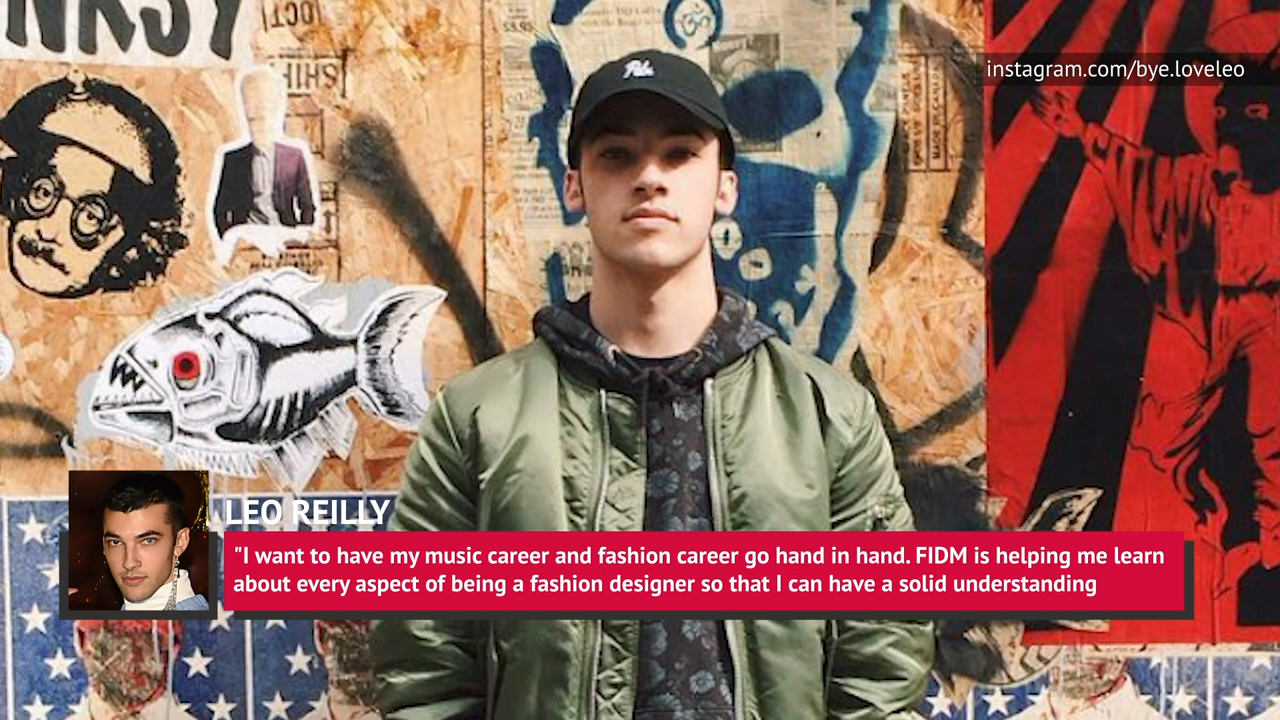 NKSY
instagram.com/bye.loveleo
LEO REILLY
"I want to have my music career and fashion career go hand in hand. FIDM is helping me learn
about every aspect of being a fashion designer so that I can have a solid understanding